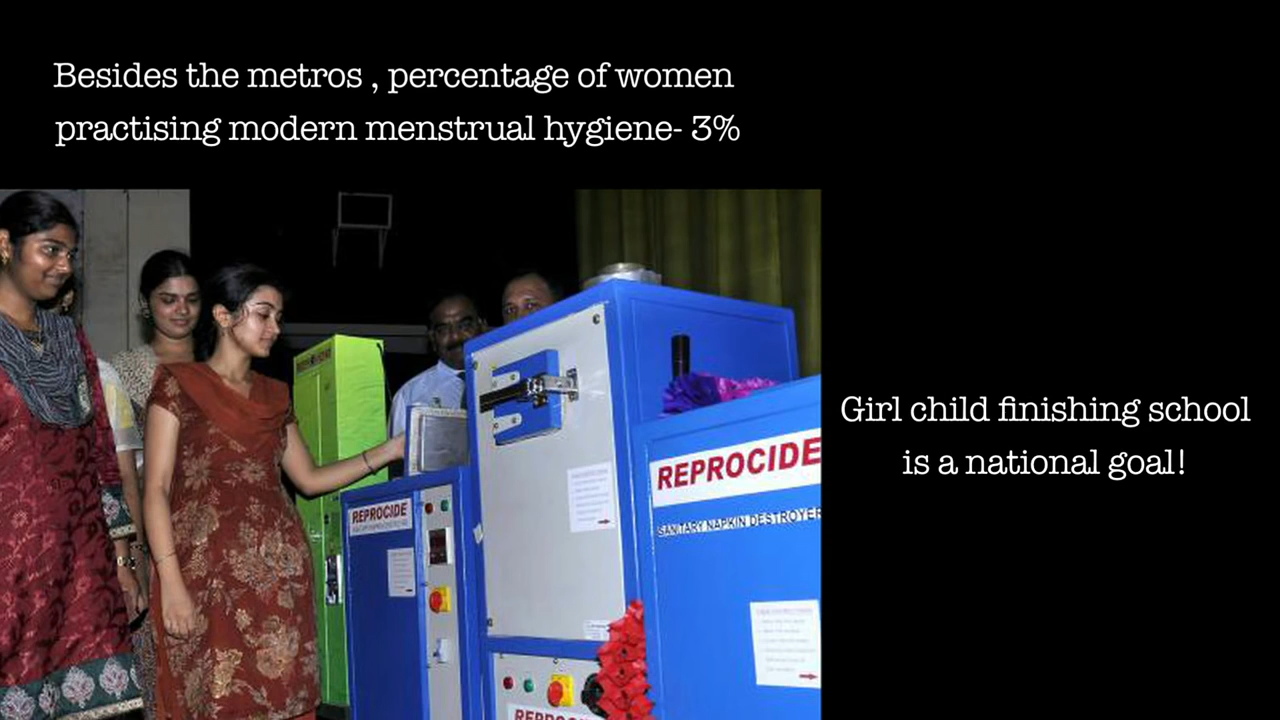 Besides the metros , percentage of women
practising modern menstrual hygiene- 3%
Girl child finishing school
is a national goal!
REPROCIDE
SANITARY NAPKIN DESTROYER
REPROCIDE